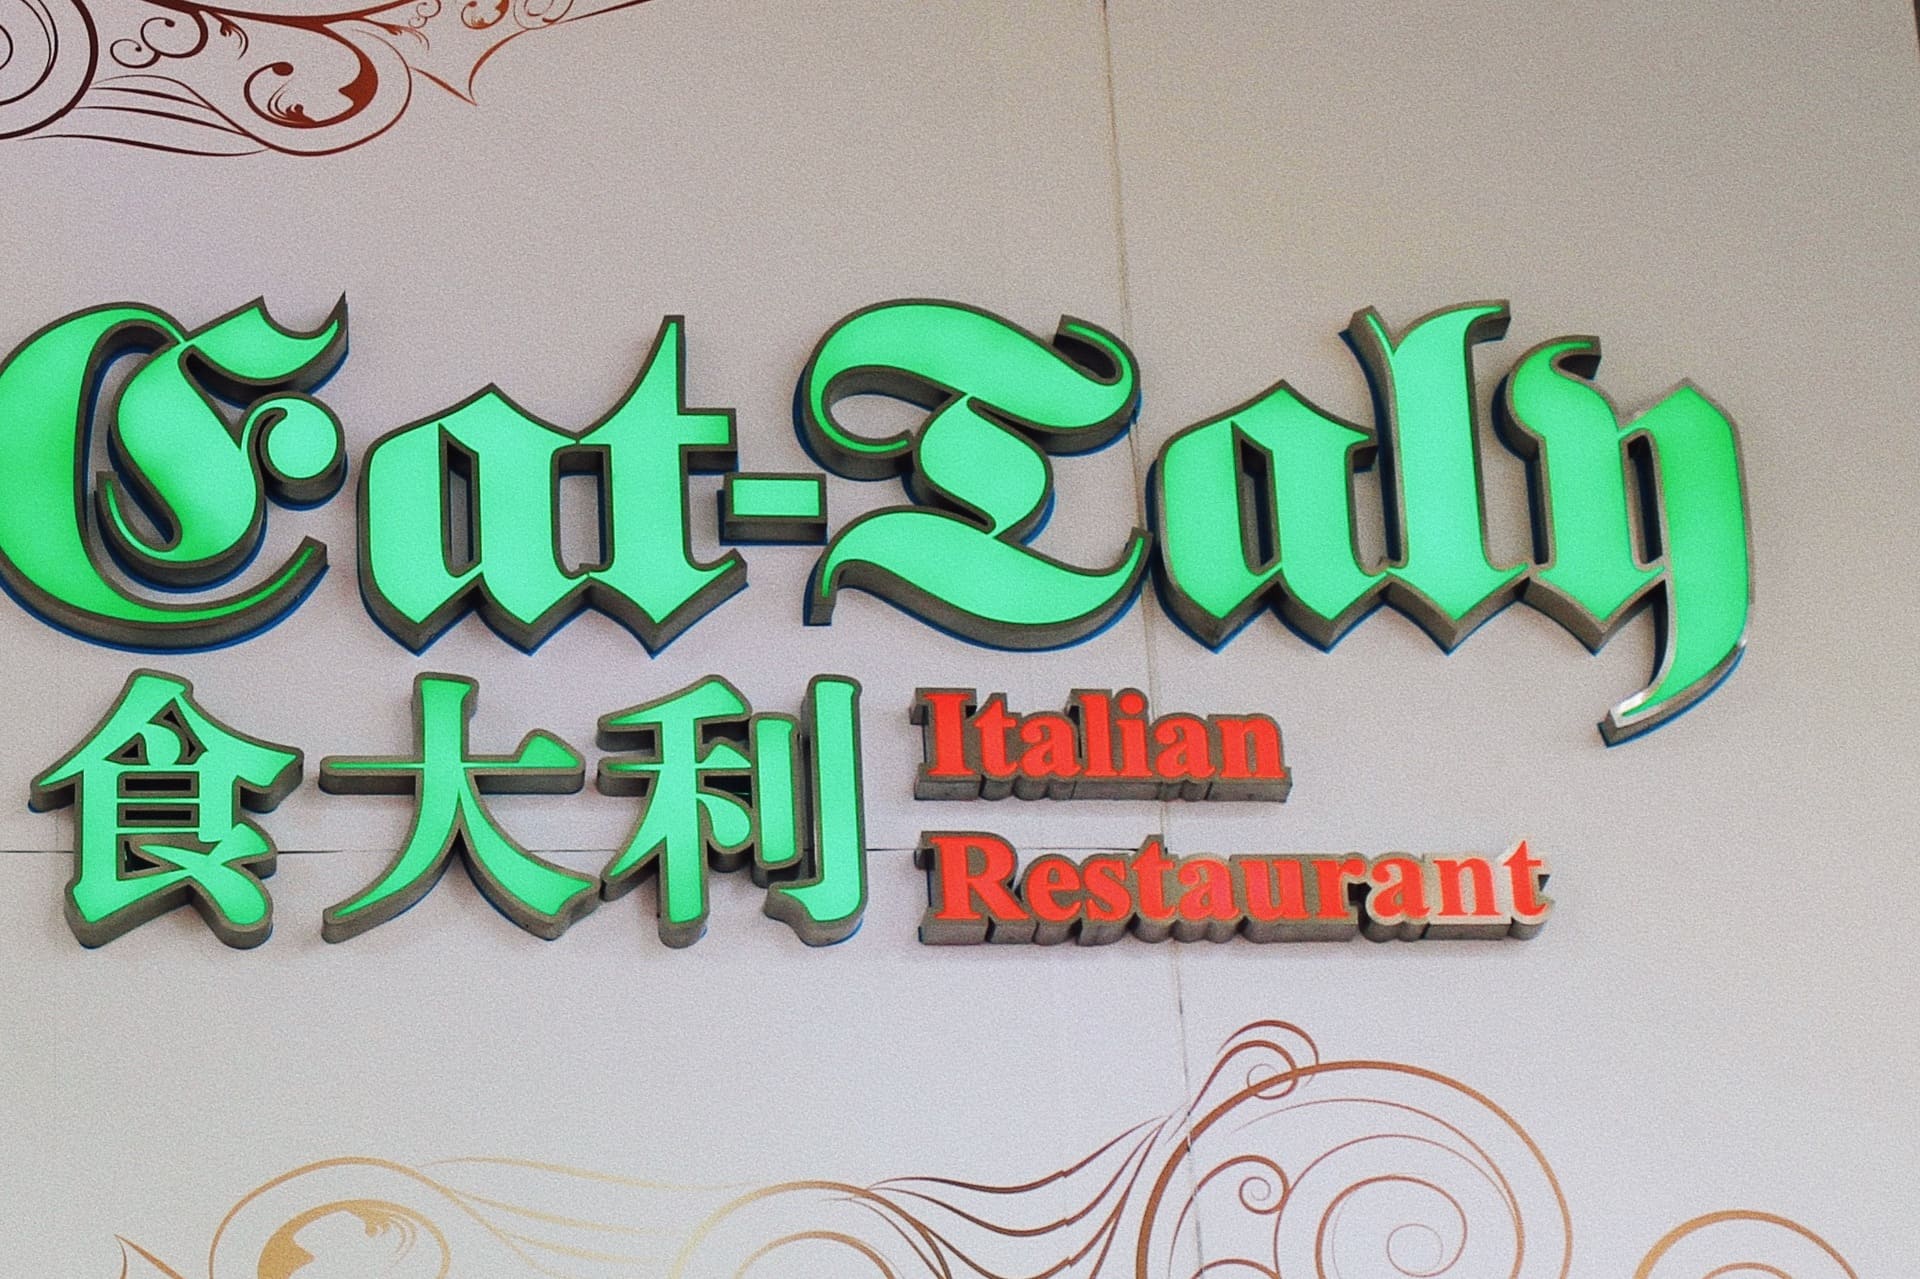 Eat-Taly
食大利
Italian
Restaurant